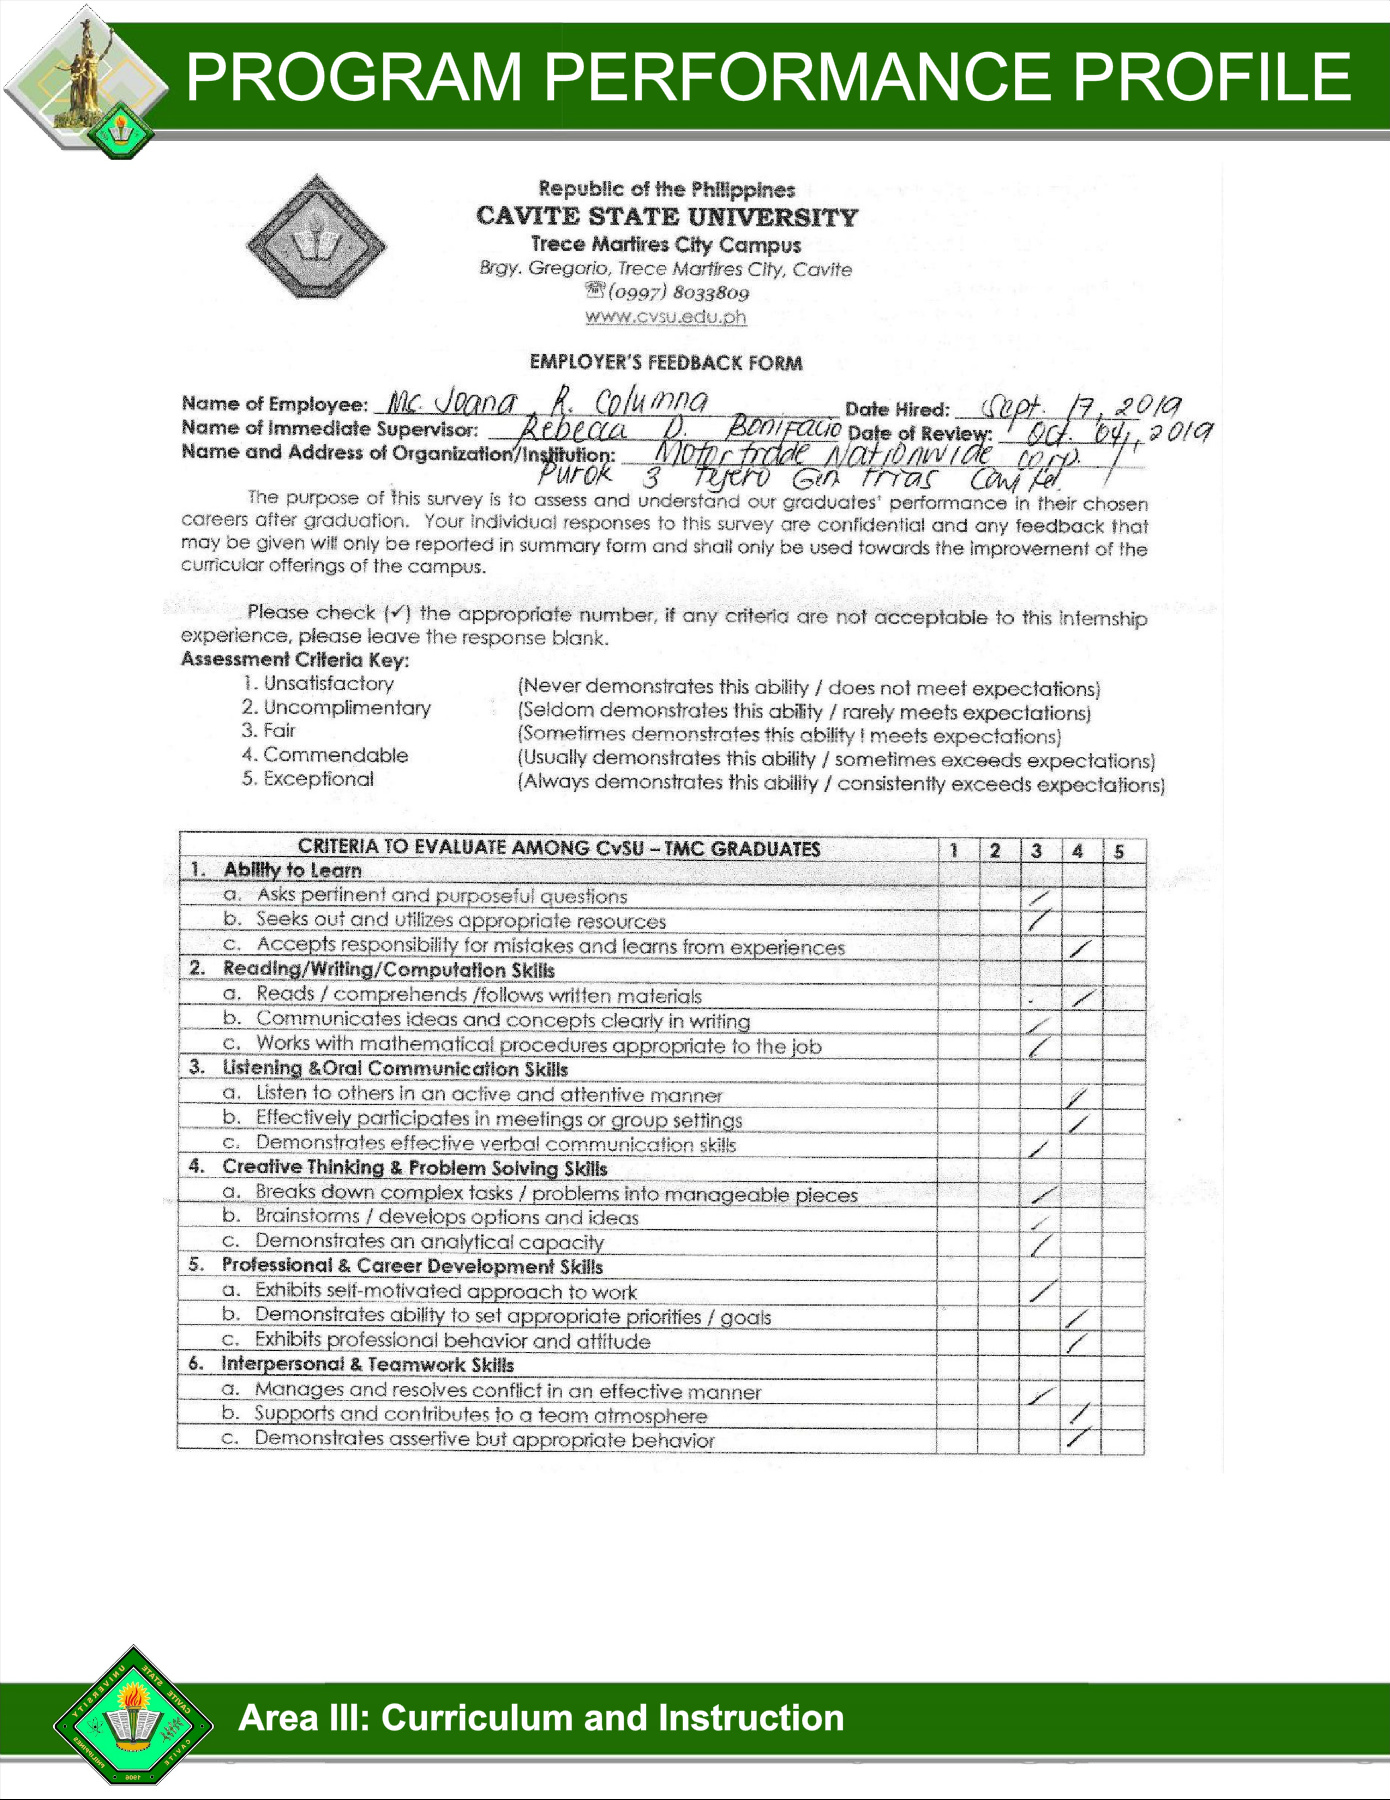 PROGRAM PERFORMANCE PROFILE
Republic of the Philippines
CAVITE STATE UNIVERSITY
Trece Martires City Campus
Brgy. Gregorio, Trece Martires City, Cavite
☏(0997) 8033809
www.cvsu.edu.ph
EMPLOYER'S FEEDBACK FORM
Name of Employee: Mc. Joana R. Columna Date Hired: Sept. 17, 2019
Name of Immediate Supervisor: Rebecca D. Bonifacio Date of Review: Oct. 04, 2019
Name and Address of Organization/Institution: Motortrade Nationwide corp.
Purok 3 Tejero Gen trias Cavite.
The purpose of this survey is to assess and understand our graduates' performance in their chosen
careers after graduation. Your individual responses to this survey are confidential and any feedback that
may be given will only be reported in summary form and shall only be used towards the improvement of the
curricular offerings of the campus.
Please check (✓) the appropriate number, if any criteria are not acceptable to this internship
experience, please leave the response blank.
Assessment Criteria Key:
1. Unsatisfactory (Never demonstrates this ability / does not meet expectations)
2. Uncomplimentary (Seldom demonstrates this ability / rarely meets expectations)
3. Fair (Sometimes demonstrates this ability ! meets expectations)
4. Commendable (Usually demonstrates this ability / sometimes exceeds expectations)
5. Exceptional (Always demonstrates this ability / consistently exceeds expectations)
CRITERIA TO EVALUATE AMONG CvSU – TMC GRADUATES 1 2 3 4 5
1. Ability to Learn
a. Asks pertinent and purposeful questions /
b. Seeks out and utilizes appropriate resources /
c. Accepts responsibility for mistakes and learns from experiences /
2. Reading/Writing/Computation Skills
a. Reads / comprehends /follows written materials /
b. Communicates ideas and concepts clearly in writing /
c. Works with mathematical procedures appropriate to the job /
3. Listening &Oral Communication Skills
a. Listen to others in an active and attentive manner /
b. Effectively participates in meetings or group settings /
c. Demonstrates effective verbal communication skills /
4. Creative Thinking & Problem Solving Skills
a. Breaks down complex tasks / problems into manageable pieces /
b. Brainstorms / develops options and ideas /
c. Demonstrates an analytical capacity /
5. Professional & Career Development Skills
a. Exhibits self-motivated approach to work /
b. Demonstrates ability to set appropriate priorities / goals /
c. Exhibits professional behavior and attitude /
6. Interpersonal & Teamwork Skills
a. Manages and resolves conflict in an effective manner /
b. Supports and contributes to a team atmosphere /
c. Demonstrates assertive but appropriate behavior /
CAVITE STATE UNIVERSITY
CAVITE PHILIPPINES
1906
Area III: Curriculum and Instruction